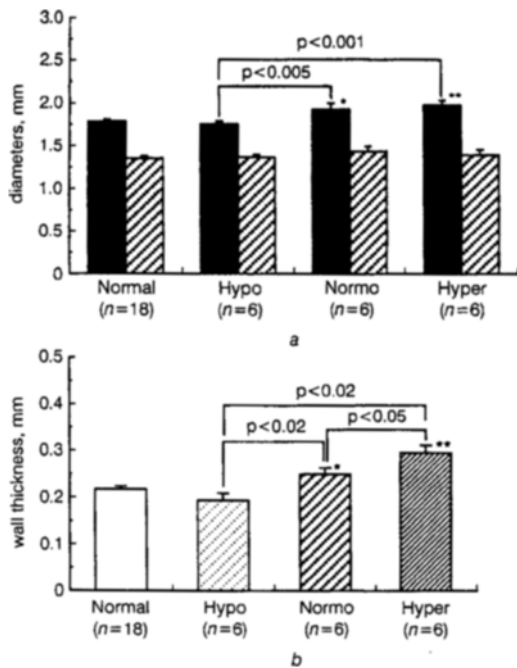 3.0
p<0.001
2.5
p<0.005
2.0
*
**
1.5
1.0
0.5
0
diameters, mm
Normal Hypo Normo Hyper
(n=18) (n=6) (n=6) (n=6)
a
0.5
0.4
p<0.02
p<0.02 p<0.05
0.3
*
**
0.2
0.1
0
wall thickness, mm
Normal Hypo Normo Hyper
(n=18) (n=6) (n=6) (n=6)
b